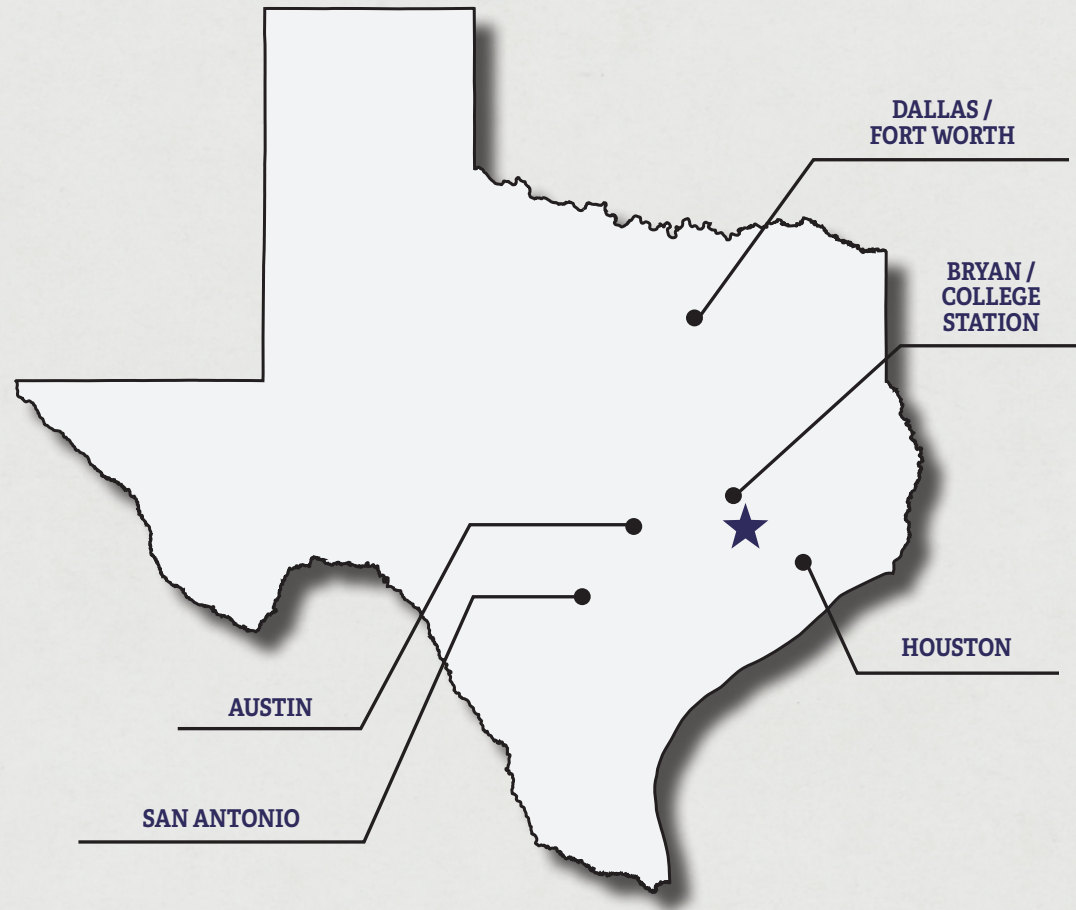 DALLAS /
FORT WORTH
BRYAN /
COLLEGE
STATION
HOUSTON
AUSTIN
SAN ANTONIO